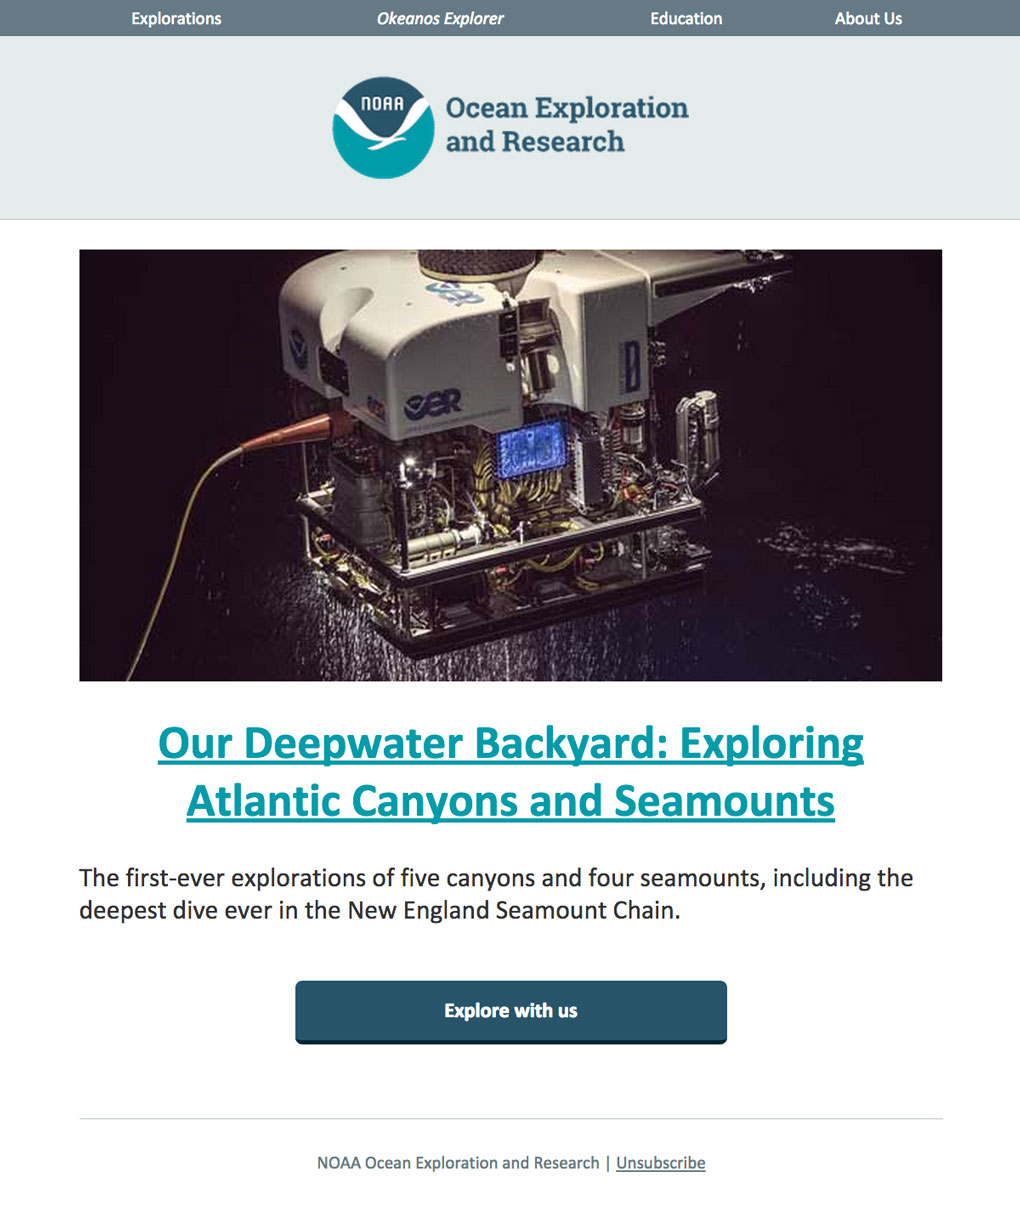 Explorations
Okeanos Explorer
Education
About Us
NOAA
Ocean Exploration
and Research
OER
D
OER
Our Deepwater Backyard: Exploring
Atlantic Canyons and Seamounts
The first-ever explorations of five canyons and four seamounts, including the
deepest dive ever in the New England Seamount Chain.
Explore with us
NOAA Ocean Exploration and Research | Unsubscribe